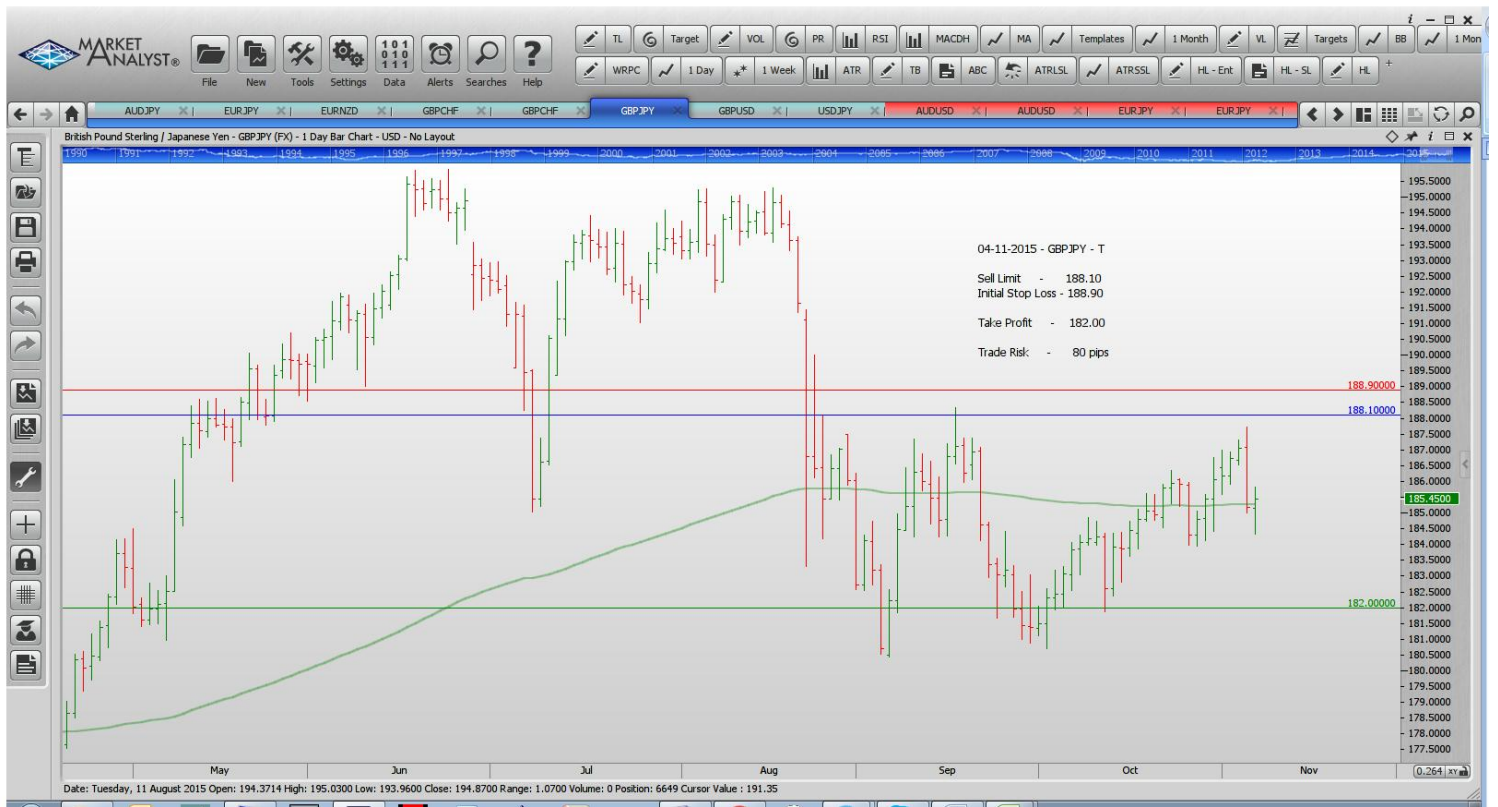 i
MARKET ANALYST®
File New Tools Settings Data Alerts Searches Help
TL Target VOL PR RSI MACDH MA Templates 1 Month VL Targets BB 1 Mon
WRPC 1 Day 1 Week ATR TB ABC ATRLSL ATRSSL HL - Ent HL - SL HL
AUDJPY EURJPY EURNZD GBPCHF GBPCHF GBPJPY GBPUSD USDJPY AUDUSD AUDUSD EURJPY EURJPY
British Pound Sterling / Japanese Yen - GBPJPY (FX) - 1 Day Bar Chart - USD - No Layout
1990 1991 1992 1993 1994 1995 1996 1997 1998 1999 2000 2001 2002 2003 2004 2005 2006 2007 2008 2009 2010 2011 2012 2013 2014 2015
195.5000
195.0000
194.5000
194.0000
04-11-2015 - GBPJPY - T
193.5000
193.0000
Sell Limit - 188.10
192.5000
Initial Stop Loss - 188.90
192.0000
191.5000
Take Profit - 182.00
191.0000
190.5000
Trade Risk - 80 pips
190.0000
189.5000
188.90000
189.0000
188.5000
188.10000
188.0000
187.5000
187.0000
186.5000
186.0000
185.4500
185.0000
184.5000
184.0000
183.5000
183.0000
182.5000
182.00000
182.0000
181.5000
181.0000
180.5000
180.0000
179.5000
179.0000
178.5000
178.0000
177.5000
May Jun Jul Aug Sep Oct Nov
0.264 XY
Date: Tuesday, 11 August 2015 Open: 194.3714 High: 195.0300 Low: 193.9600 Close: 194.8700 Range: 1.0700 Volume: 0 Position: 6649 Cursor Value : 191.35